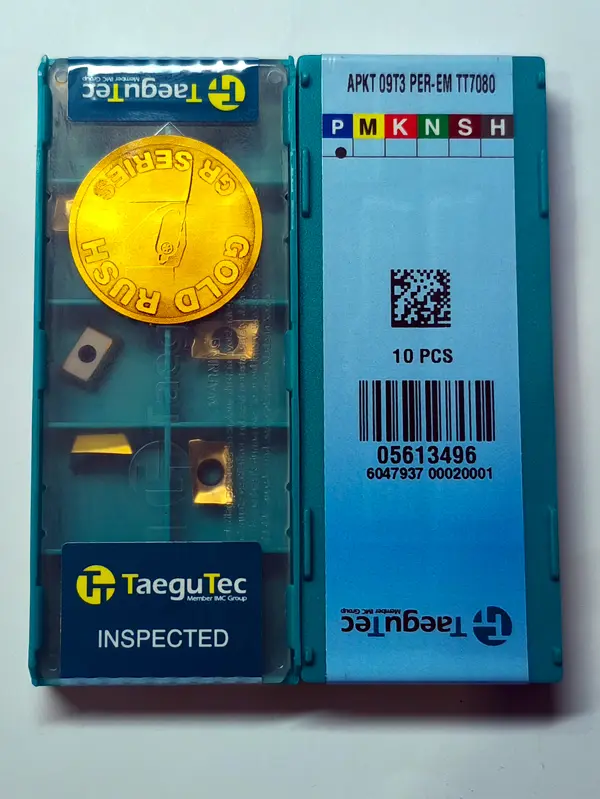 TaeguTec
Member IMC Group
GR SERIES
GOLD RUSH
TaeguTec
Member IMC Group
INSPECTED
APKT 09T3 PER-EM TT7080
P M K N S H
10 PCS
05613496
6047937 00020001
TaeguTec
Member IMC Group